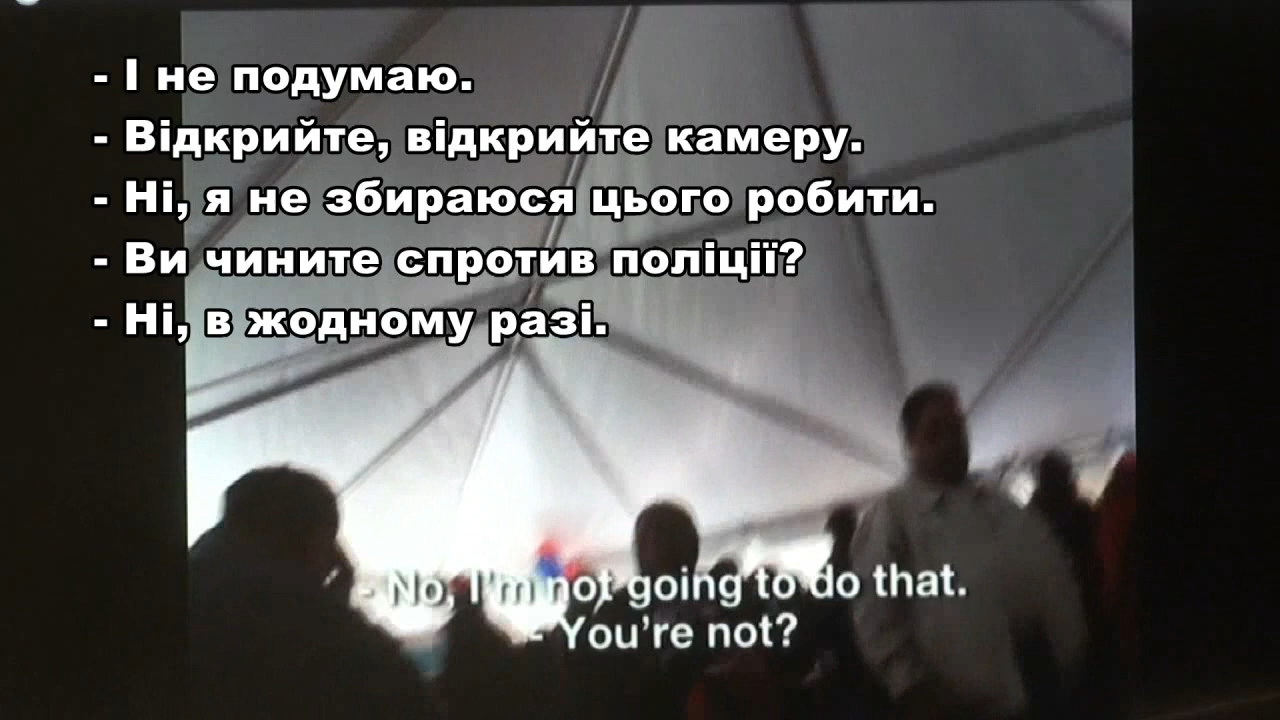 - І не подумаю.
- Відкрийте, відкрийте камеру.
- Ні, я не збираюся цього робити.
- Ви чините спротив поліції?
- Ні, в жодному разі.
- No, I'm not going to do that.
- You're not?